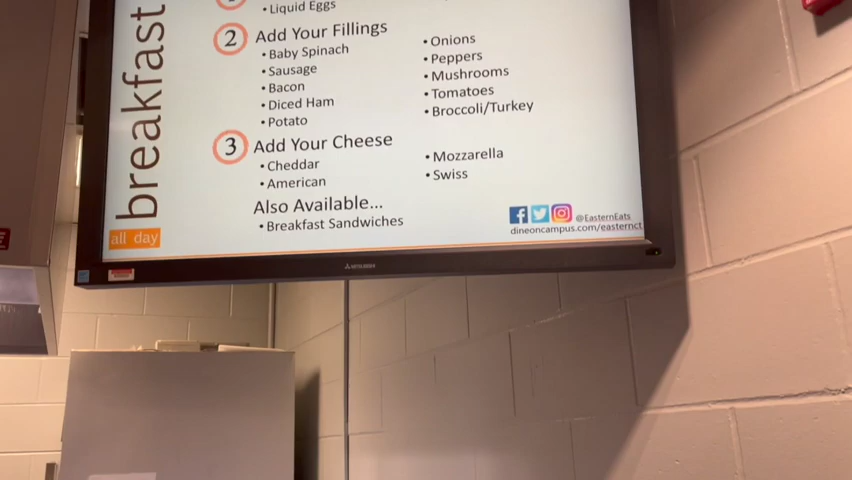 breakfast
all day
• Liquid Eggs
2 Add Your Fillings
• Baby Spinach
• Sausage
• Bacon
• Diced Ham
• Potato
• Onions
• Peppers
• Mushrooms
• Tomatoes
• Broccoli/Turkey
3 Add Your Cheese
• Cheddar
• American
• Mozzarella
• Swiss
Also Available...
• Breakfast Sandwiches
@EasternEats
dineoncampus.com/easternct
MITSUBISHI